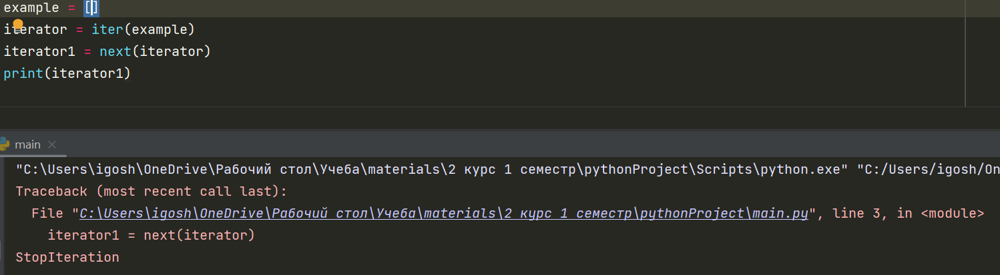 example = []
iterator = iter(example)
iterator1 = next(iterator)
print(iterator1)
main
"C:\Users\igosh\OneDrive\Рабочий стол\Учеба\materials\2 курс 1 семестр\pythonProject\Scripts\python.exe" "C:/Users/igosh/On
Traceback (most recent call last):
File "C:\Users\igosh\OneDrive\Рабочий стол\Учеба\materials\2 курс 1 семестр\pythonProject\main.py", line 3, in <module>
iterator1 = next(iterator)
StopIteration